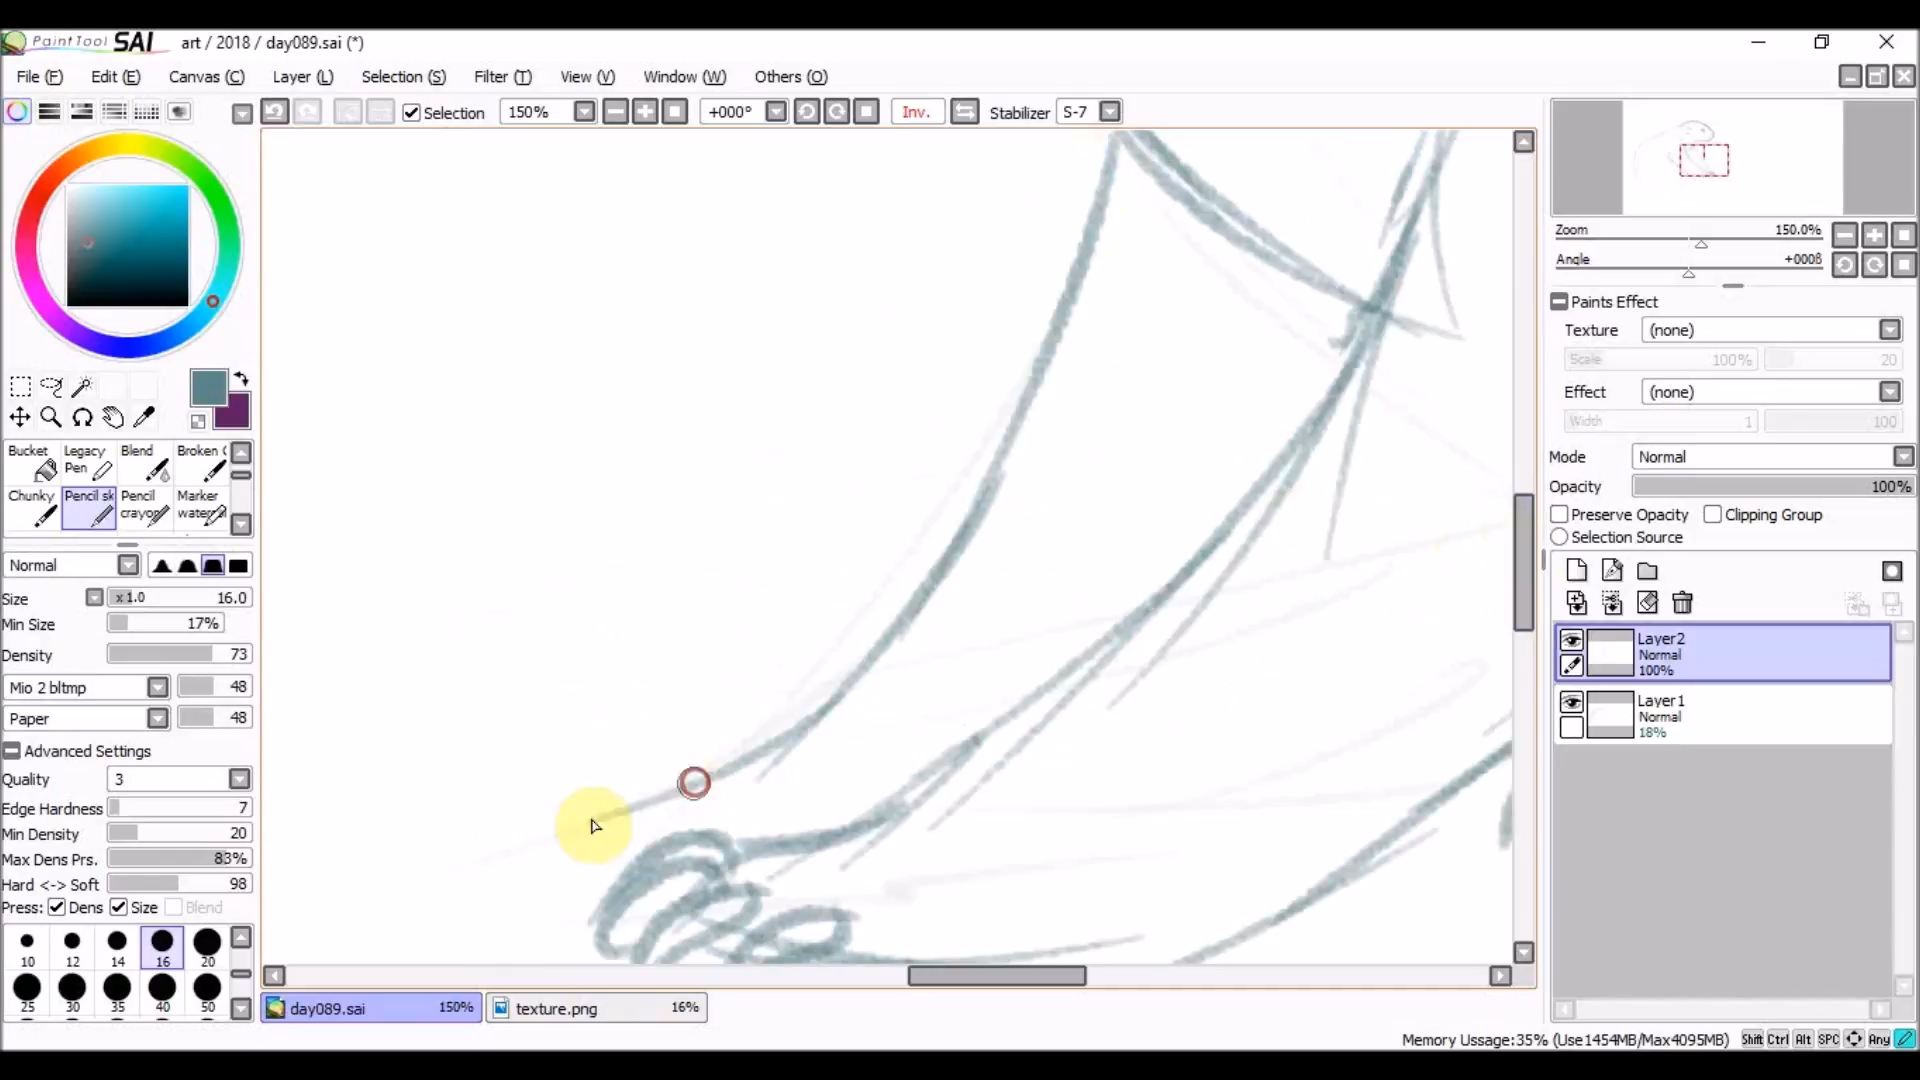 PaintTool SAI art / 2018 / day089.sai (*)
File (F) Edit (E) Canvas (C) Layer (L) Selection (S) Filter (T) View (V) Window (W) Others (O)
Selection 150% +000° Inv. Stabilizer S-7
Zoom 150.0%
Angle +000ß
Paints Effect
Texture (none)
Scale 100% 20
Effect (none)
Width 1 100
Mode Normal
Opacity 100%
Preserve Opacity Clipping Group
Selection Source
Layer2
Normal
100%
Layer1
Normal
18%
Bucket Legacy Pen Blend Broken
Chunky Pencil sk Pencil crayon Marker
Normal
Size x1.0 16.0
Min Size 17%
Density 73
Mio 2 bltmp 48
Paper 48
Advanced Settings
Quality 3
Edge Hardness 7
Min Density 20
Max Dens Prs. 83%
Hard <-> Soft 98
Press: Dens Size Blend
10 12 14 16 20
25 30 35 40 50
day089.sai 150% texture.png 16%
Memory Ussage:35% (Use1454MB/Max4095MB) Shift Ctrl Alt SPC Any